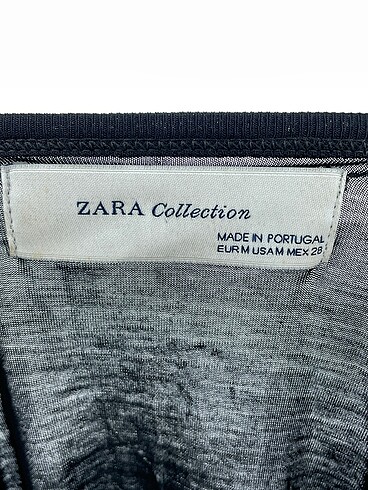 ZARA Collection
MADE IN PORTUGAL
EUR M USA M MEX 28